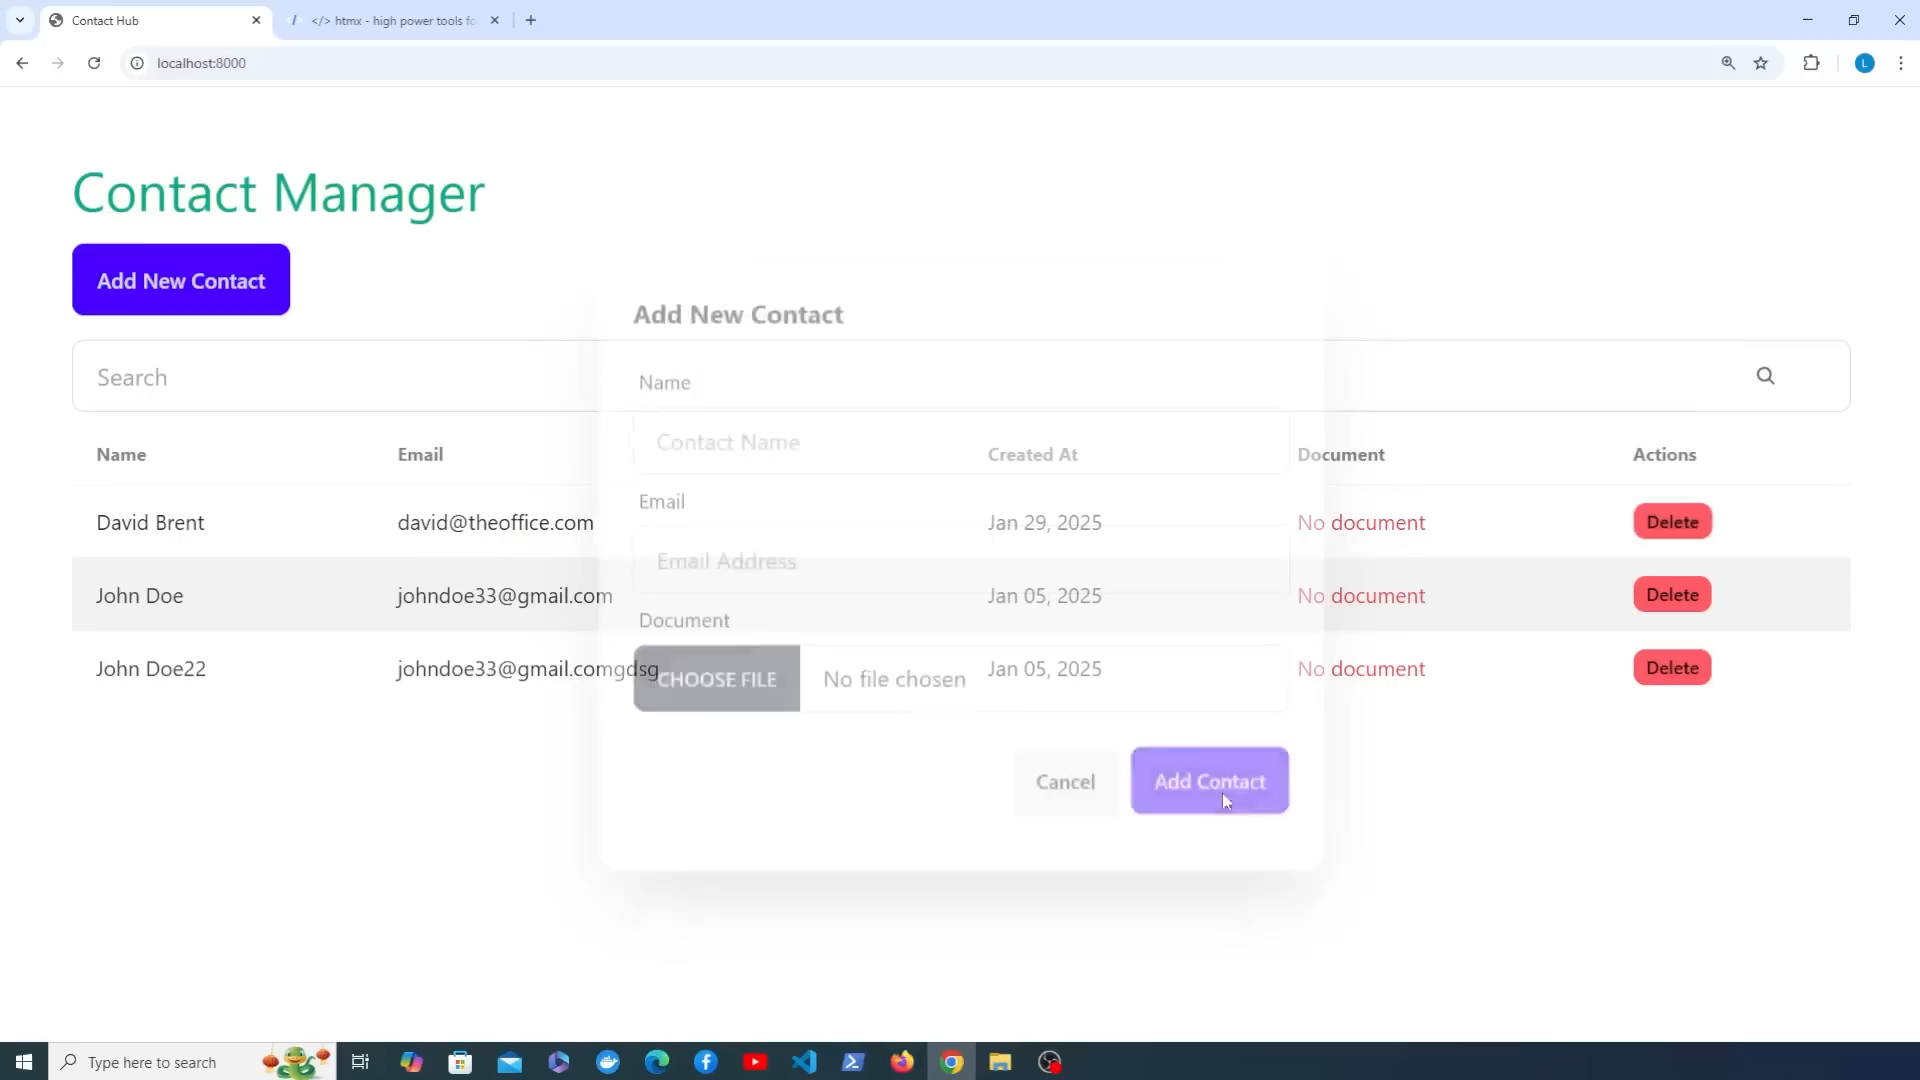 Contact Hub
</> htmx - high power tools fo
localhost:8000
L
Contact Manager
Add New Contact
Search
Name Email Created At Document Actions
David Brent david@theoffice.com Jan 29, 2025 No document Delete
John Doe johndoe33@gmail.com Jan 05, 2025 No document Delete
John Doe22 johndoe33@gmail.comgdsg Jan 05, 2025 No document Delete
Add New Contact
Name
Contact Name
Email
Email Address
Document
CHOOSE FILE No file chosen
Cancel Add Contact
Type here to search